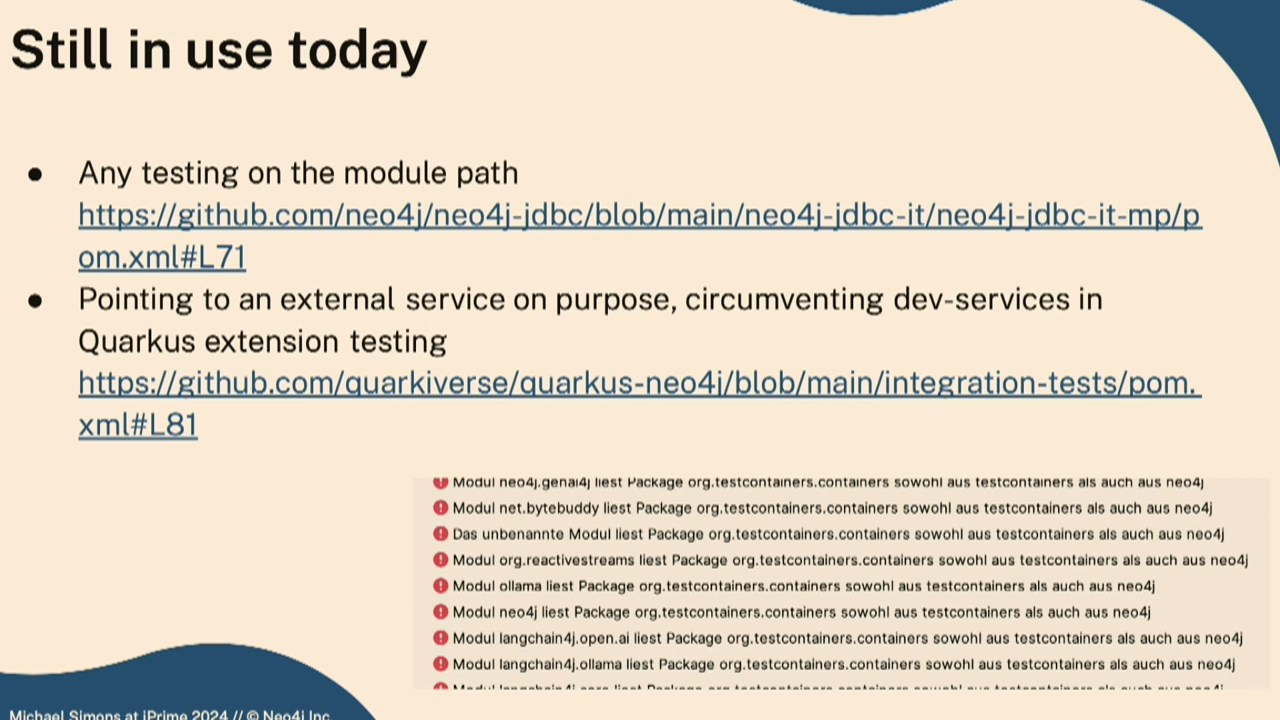 Still in use today
● Any testing on the module path
https://github.com/neo4j/neo4j-jdbc/blob/main/neo4j-jdbc-it/neo4j-jdbc-it-mp/p
om.xml#L71
● Pointing to an external service on purpose, circumventing dev-services in
Quarkus extension testing
https://github.com/quarkiverse/quarkus-neo4j/blob/main/integration-tests/pom.
xml#L81
Modul neo4j.genai4j liest Package org.testcontainers.containers sowohl aus testcontainers als auch aus neo4j
Modul net.bytebuddy liest Package org.testcontainers.containers sowohl aus testcontainers als auch aus neo4j
Das unbenannte Modul liest Package org.testcontainers.containers sowohl aus testcontainers als auch aus neo4j
Modul org.reactivestreams liest Package org.testcontainers.containers sowohl aus testcontainers als auch aus neo4j
Modul ollama liest Package org.testcontainers.containers sowohl aus testcontainers als auch aus neo4j
Modul neo4j liest Package org.testcontainers.containers sowohl aus testcontainers als auch aus neo4j
Modul langchain4j.open.ai liest Package org.testcontainers.containers sowohl aus testcontainers als auch aus neo4j
Modul langchain4j.ollama liest Package org.testcontainers.containers sowohl aus testcontainers als auch aus neo4j
Michael Simons at jPrime 2024 // © Neo4j Inc.